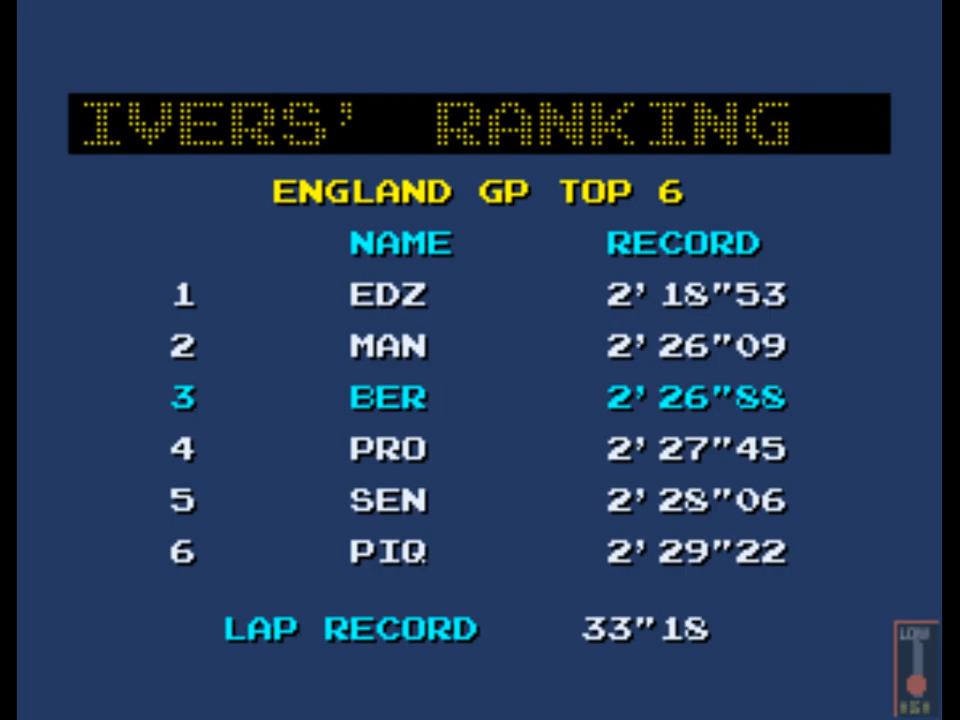 IVERS' RANKING
ENGLAND GP TOP 6
NAME RECORD
1 EDZ 2'18"53
2 MAN 2'26"09
3 BER 2'26"88
4 PRO 2'27"45
5 SEN 2'28"06
6 PIQ 2'29"22
LAP RECORD 33"18
LOW